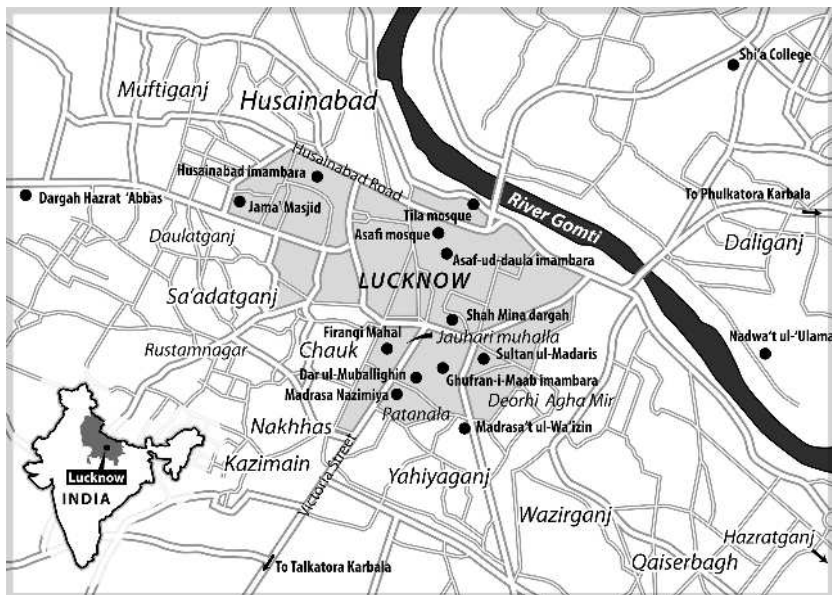 Shi'a College
Muftiganj
Husainabad
Husainabad Road
Husainabad imambara
Dargah Hazrat 'Abbas
Jama' Masjid
To Phulkatora Karbala
River Gomti
Tila mosque
Daulatganj
Asafi mosque
Daliganj
Asaf-ud-daula imambara
LUCKNOW
Sa'adatganj
Shah Mina dargah
Firangi Mahal
Jauhari muhalla
Nadwa't ul-'Ulama
Rustamnagar
Chauk
Sultan ul-Madaris
Dar ul-Muballighin
Ghufran-i-Maab imambara
Madrasa Nazimiya
Deorhi Agha Mir
Patanala
Nakhhas
Madrasa't ul-Wa'izin
Kazimain
Victoria Street
Yahiyaganj
Lucknow
INDIA
Wazirganj
Hazratganj
Qaiserbagh
To Talkatora Karbala